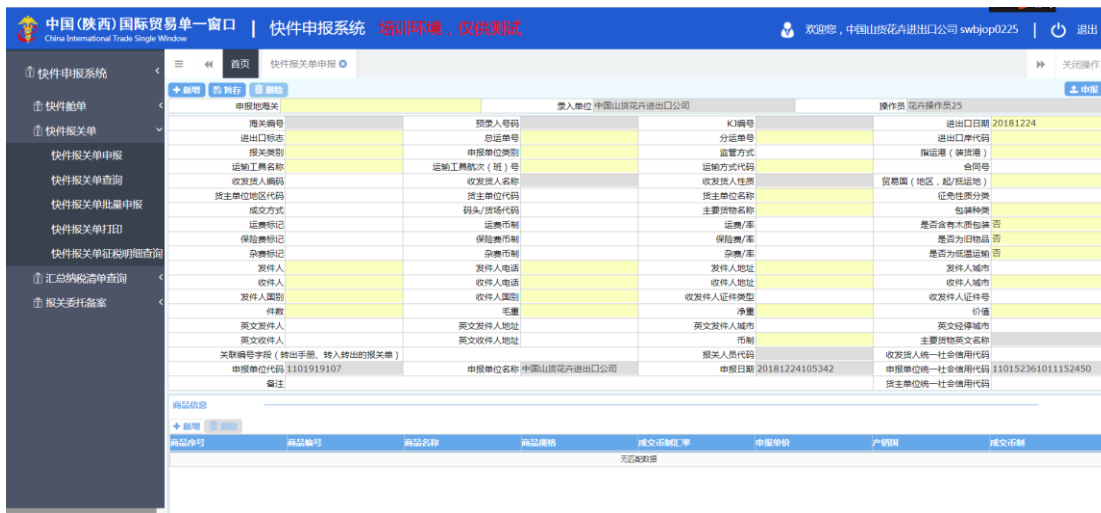 中国(陕西)国际贸易单一窗口 | 快件申报系统 培训环境，仅供测试 欢迎您，中国山货花卉进出口公司 swbjop0225 | 退出
China International Trade Single Window
快件申报系统 首页 快件报关单申报 关闭操作
新增 暂存 删除 申报
申报地海关 录入单位 中国山货花卉进出口公司 操作员 花卉操作员25
快件舱单
海关编号 预录入号码 KJ编号 进出口日期 20181224
快件报关单
进出口标志 总运单号 分运单号 进出口岸代码
快件报关单申报
报关类别 申报单位类别 监管方式 指运港（装货港）
运输工具名称 运输工具航次（班）号 运输方式代码 合同号
快件报关单查询
收发货人编码 收发货人名称 收发货人性质 贸易国（地区，起/抵运地）
货主单位地区代码 货主单位代码 货主单位名称 征免性质分类
快件报关单批量申报
成交方式 码头/货场代码 主要货物名称 包装种类
运费标记 运费币制 运费/率 是否含有木质包装 否
快件报关单打印
保险费标记 保险费币制 保险费/率 是否为旧物品 否
杂费标记 杂费币制 杂费/率 是否为低温运输 否
快件报关单征税明细查询
发件人 发件人电话 发件人地址 发件人城市
汇总纳税清单查询
收件人 收件人电话 收件人地址 收件人城市
发件人国别 收件人国别 收发件人证件类型 收发件人证件号
报关委托备案
件数 毛重 净重 价值
英文发件人 英文发件人地址 英文发件人城市 英文经停城市
英文收件人 英文收件人地址 币制 主要货物英文名称
关联编号字段（转出手册、转入转出的报关单） 报关人员代码 收发货人统一社会信用代码
申报单位代码 1101919107 申报单位名称 中国山货花卉进出口公司 申报日期 20181224105342 申报单位统一社会信用代码 110152361011152450
备注 货主单位统一社会信用代码
商品信息
新增 删除
商品序号 商品编号 商品名称 商品规格 成交币制汇率 申报单价 产销国 成交币制
无匹配数据